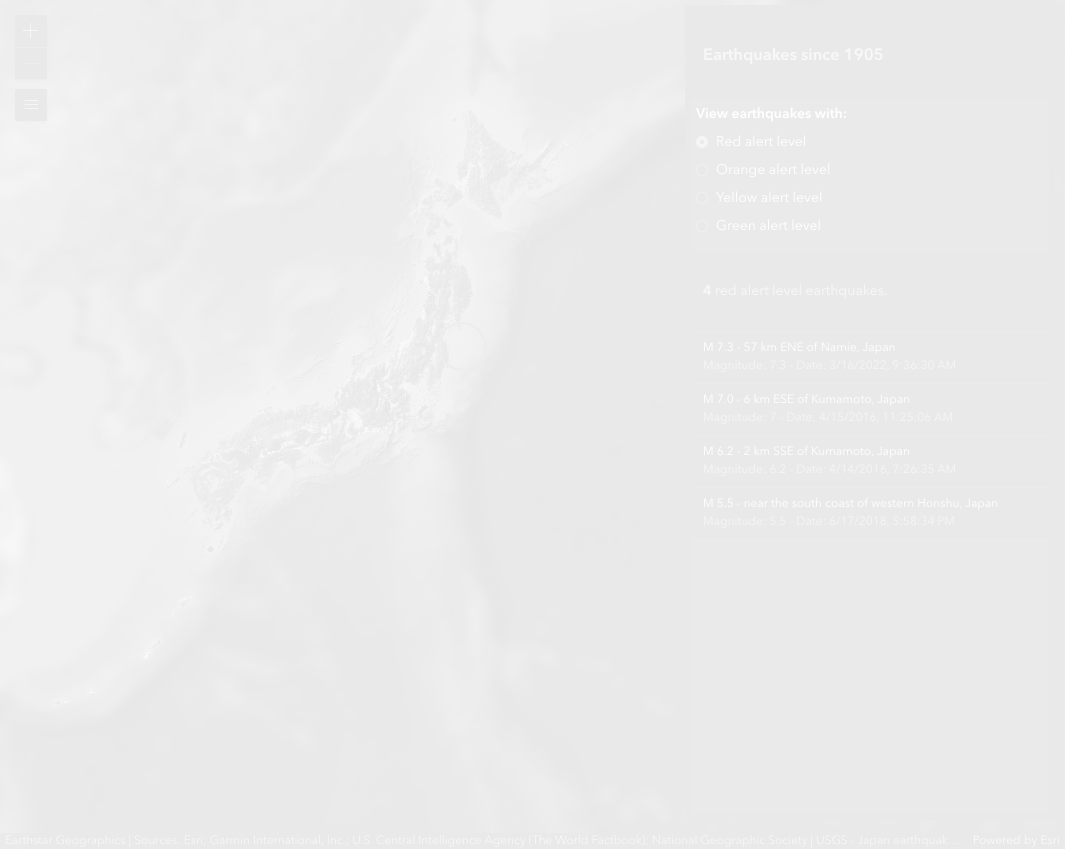 Earthquakes since 1905
View earthquakes with:
Red alert level
Orange alert level
Yellow alert level
Green alert level
4 red alert level earthquakes.
M 7.3 - 57 km ENE of Namie, Japan
Magnitude: 7.3 - Date: 3/16/2022, 9:36:30 AM
M 7.0 - 6 km ESE of Kumamoto, Japan
Magnitude: 7 - Date: 4/15/2016, 11:25:06 AM
M 6.2 - 2 km SSE of Kumamoto, Japan
Magnitude: 6.2 - Date: 4/14/2016, 7:26:35 AM
M 5.5 - near the south coast of western Honshu, Japan
Magnitude: 5.5 - Date: 6/17/2018, 5:58:34 PM
Earthstar Geographics | Sources: Esri, Garmin International, Inc., U.S. Central Intelligence Agency (The World Factbook), National Geographic Society | USGS - Japan earthquak... Powered by Esri